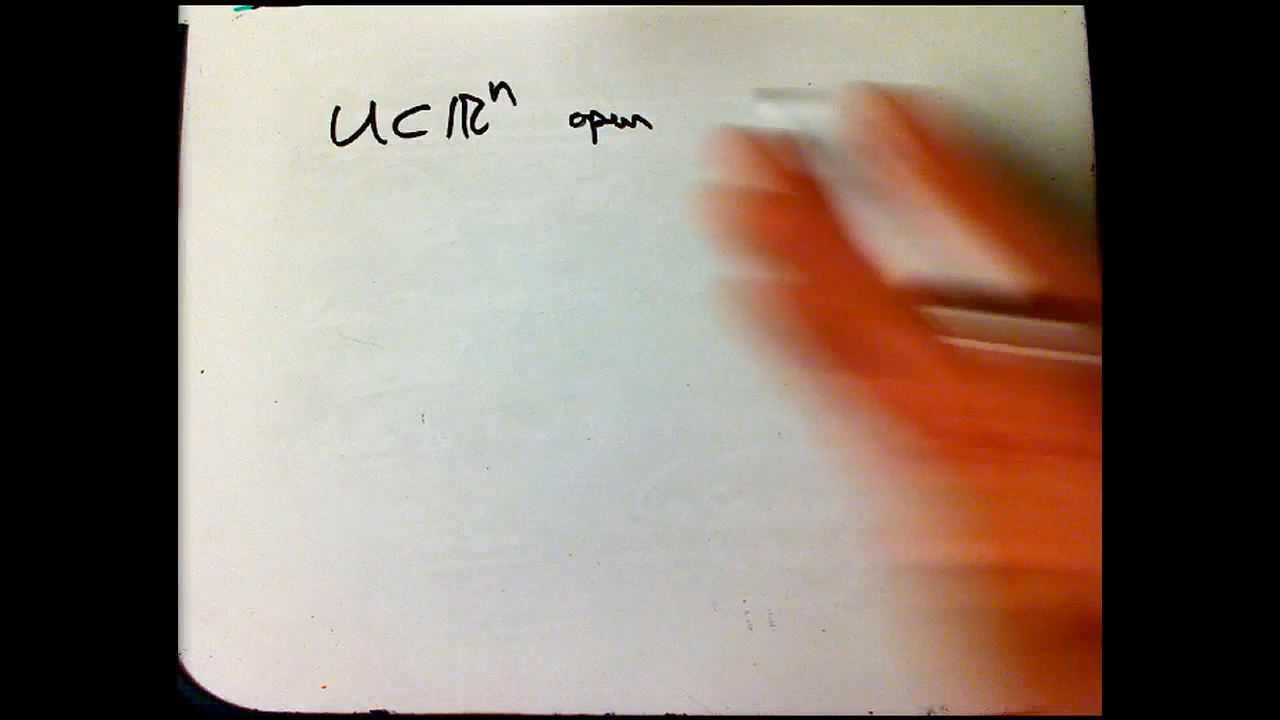 U ⊂ ℝⁿ open